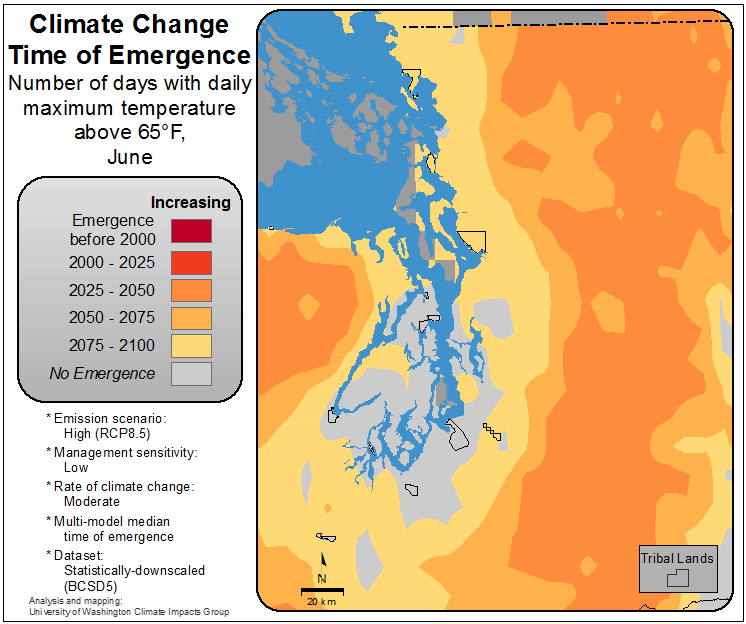 Climate Change
Time of Emergence
Number of days with daily
maximum temperature
above 65°F,
June
Increasing
Emergence
before 2000
2000 - 2025
2025 - 2050
2050 - 2075
2075 - 2100
No Emergence
* Emission scenario:
High (RCP8.5)
* Management sensitivity:
Low
* Rate of climate change:
Moderate
* Multi-model median
time of emergence
* Dataset:
Statistically-downscaled
(BCSD5)
Analysis and mapping:
University of Washington Climate Impacts Group
N
20 km
Tribal Lands